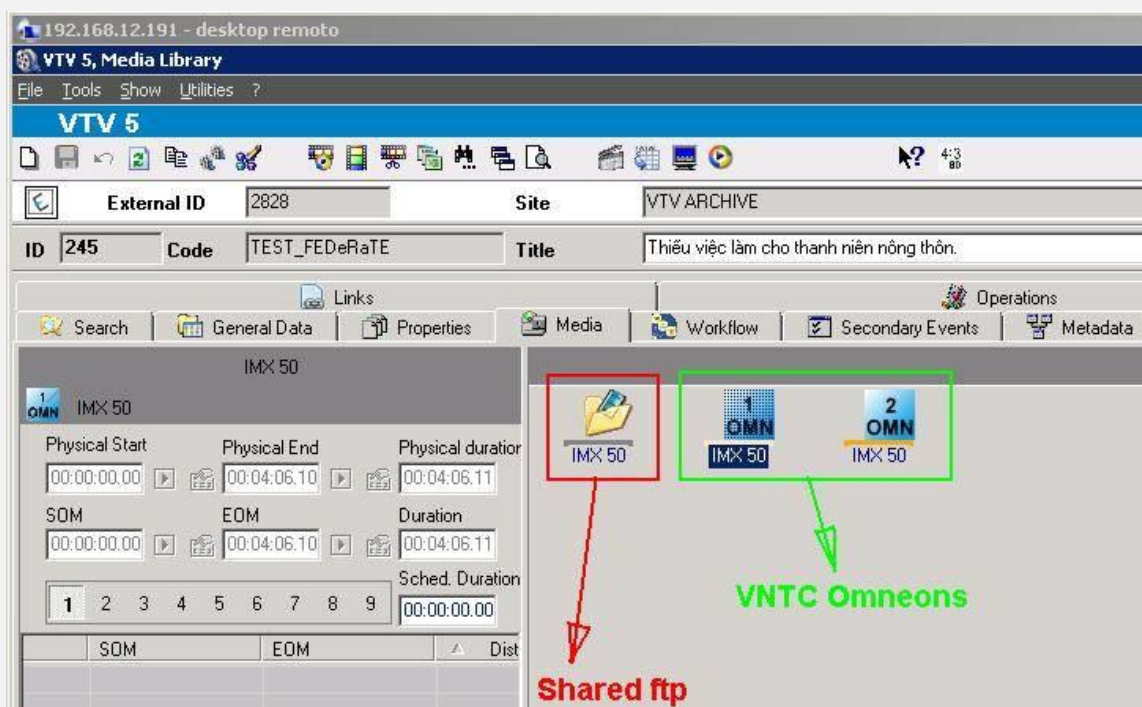 192.168.12.191 - desktop remoto
VTV 5, Media Library
File Tools Show Utilities ?
VTV 5
4:3
External ID 2828 Site VTV ARCHIVE
ID 245 Code TEST_FEDeRaTE Title Thiếu việc làm cho thanh niên nông thôn.
Links Operations
Search General Data Properties Media Workflow Secondary Events Metadata
IMX 50
1 OMN IMX 50
Physical Start Physical End Physical duration
00:00:00.00 00:04:06.10 00:04:06.11
SOM EOM Duration
00:00:00.00 00:04:06.10 00:04:06.11
Sched. Duration
1 2 3 4 5 6 7 8 9 00:00:00.00
SOM EOM Dist
IMX 50
1 OMN IMX 50
2 OMN IMX 50
VNTC Omneons
Shared ftp